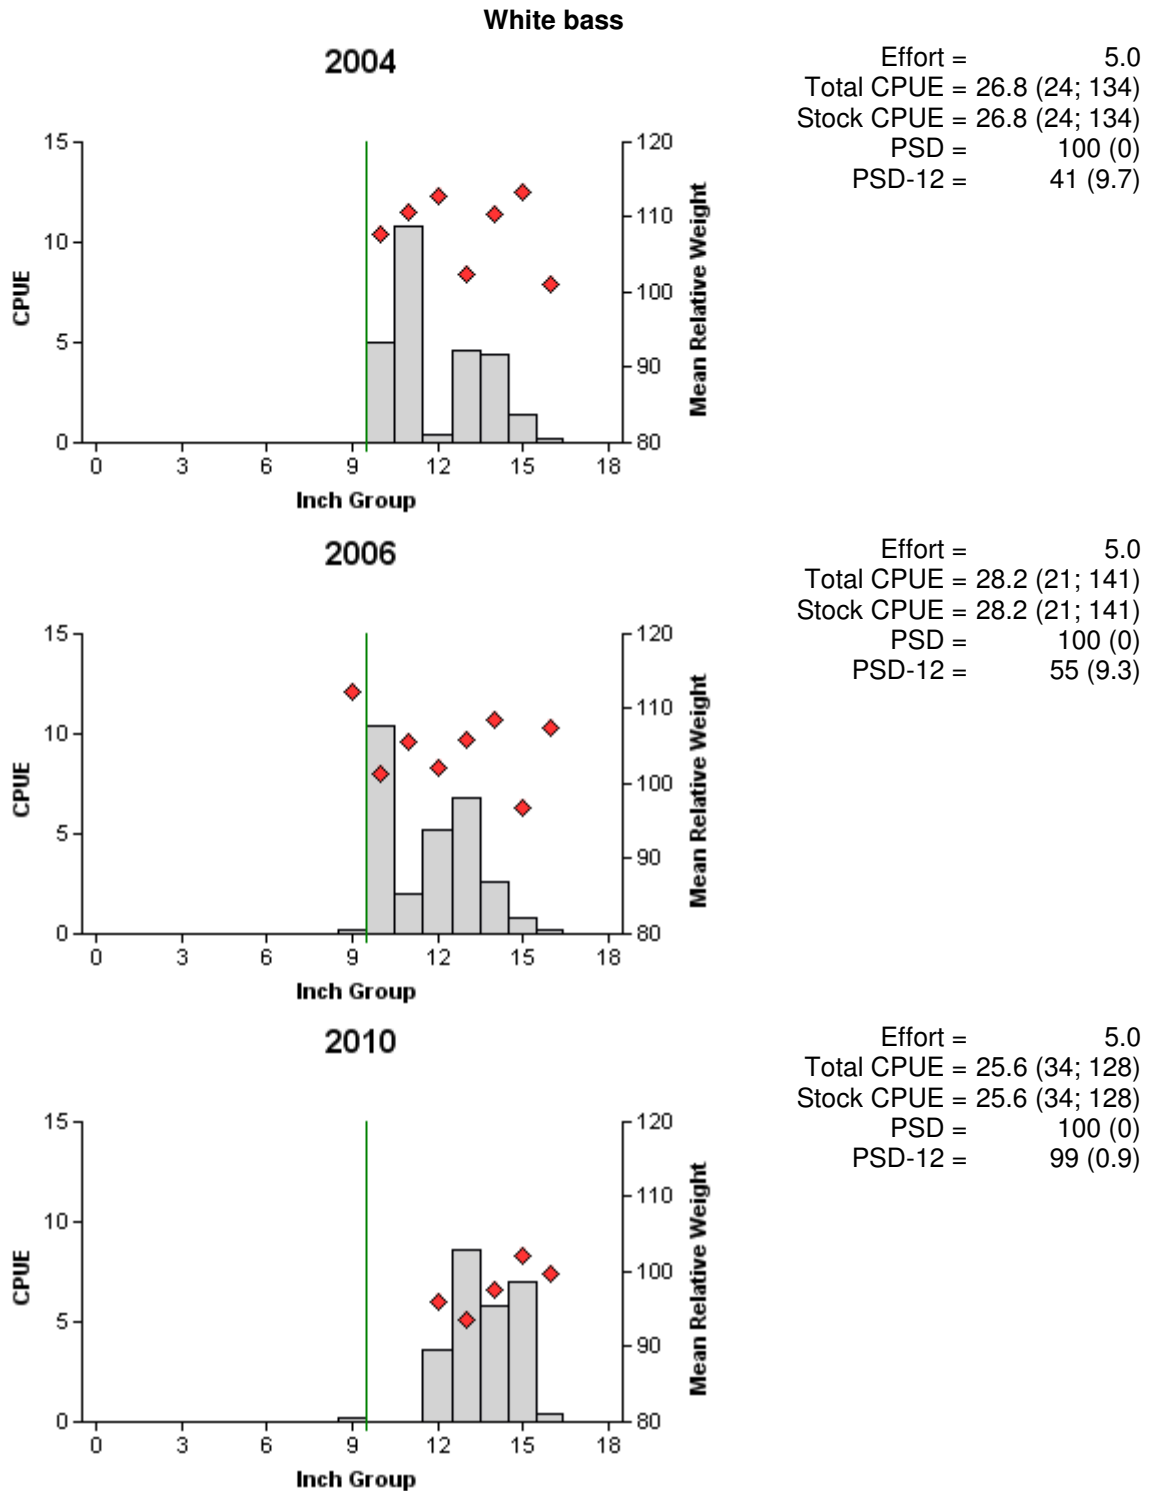 White bass
2004
Effort = 5.0
Total CPUE = 26.8 (24; 134)
Stock CPUE = 26.8 (24; 134)
PSD = 100 (0)
PSD-12 = 41 (9.7)
15
10
5
0
CPUE
120
110
100
90
80
Mean Relative Weight
0 3 6 9 12 15 18
Inch Group
2006
Effort = 5.0
Total CPUE = 28.2 (21; 141)
Stock CPUE = 28.2 (21; 141)
PSD = 100 (0)
PSD-12 = 55 (9.3)
15
10
5
0
CPUE
120
110
100
90
80
Mean Relative Weight
0 3 6 9 12 15 18
Inch Group
2010
Effort = 5.0
Total CPUE = 25.6 (34; 128)
Stock CPUE = 25.6 (34; 128)
PSD = 100 (0)
PSD-12 = 99 (0.9)
15
10
5
0
CPUE
120
110
100
90
80
Mean Relative Weight
0 3 6 9 12 15 18
Inch Group